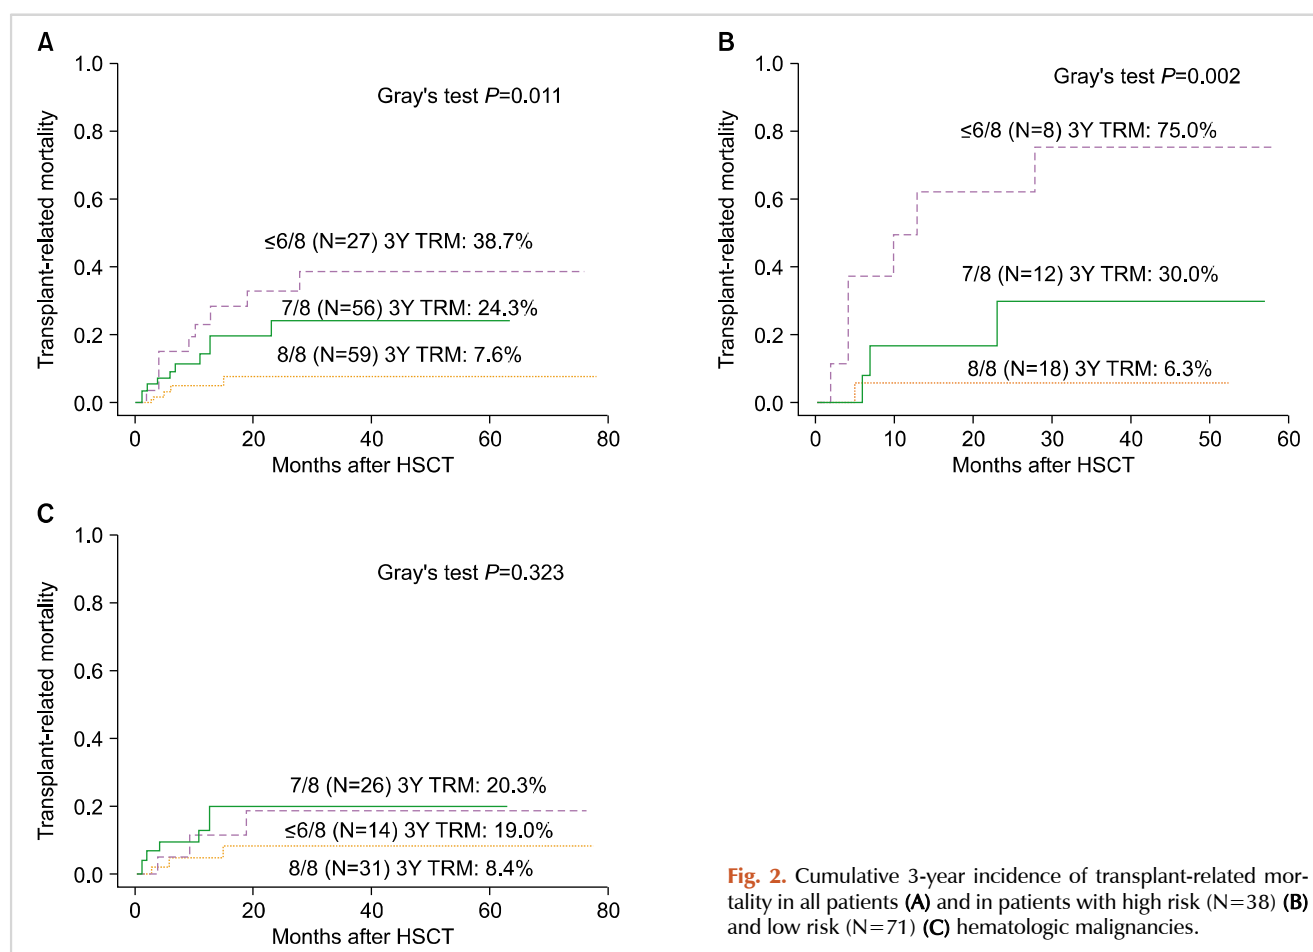 A
1.0
0.8
0.6
0.4
0.2
0.0
Transplant-related mortality
Gray's test P=0.011
≤6/8 (N=27) 3Y TRM: 38.7%
7/8 (N=56) 3Y TRM: 24.3%
8/8 (N=59) 3Y TRM: 7.6%
0 20 40 60 80
Months after HSCT
B
1.0
0.8
0.6
0.4
0.2
0.0
Transplant-related mortality
Gray's test P=0.002
≤6/8 (N=8) 3Y TRM: 75.0%
7/8 (N=12) 3Y TRM: 30.0%
8/8 (N=18) 3Y TRM: 6.3%
0 10 20 30 40 50 60
Months after HSCT
C
1.0
0.8
0.6
0.4
0.2
0.0
Transplant-related mortality
Gray's test P=0.323
7/8 (N=26) 3Y TRM: 20.3%
≤6/8 (N=14) 3Y TRM: 19.0%
8/8 (N=31) 3Y TRM: 8.4%
0 20 40 60 80
Months after HSCT
Fig. 2. Cumulative 3-year incidence of transplant-related mor-
tality in all patients (A) and in patients with high risk (N=38) (B)
and low risk (N=71) (C) hematologic malignancies.